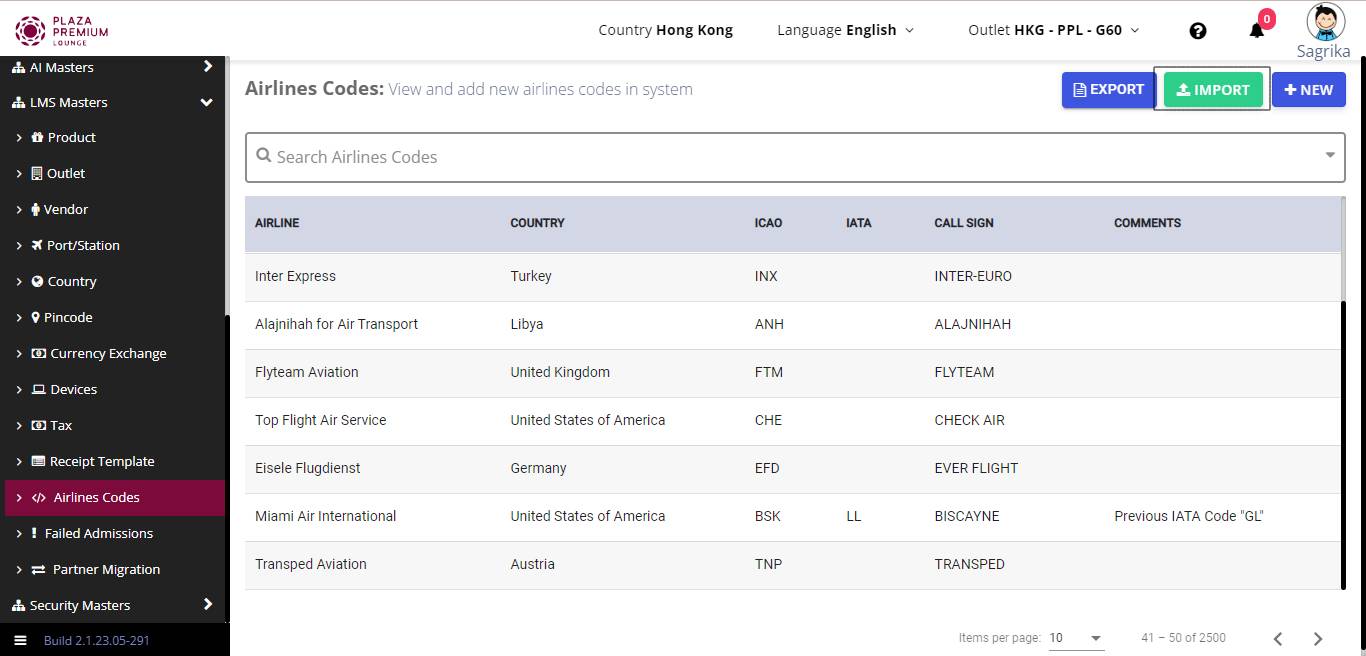 PLAZA
PREMIUM
LOUNGE
Country Hong Kong
Language English
Outlet HKG - PPL - G60
0
Sagrika
AI Masters
LMS Masters
Product
Outlet
Vendor
Port/Station
Country
Pincode
Currency Exchange
Devices
Tax
Receipt Template
Airlines Codes
Failed Admissions
Partner Migration
Security Masters
Build 2.1.23.05-291
Airlines Codes: View and add new airlines codes in system
EXPORT
IMPORT
NEW
Search Airlines Codes
AIRLINE COUNTRY ICAO IATA CALL SIGN COMMENTS
Inter Express Turkey INX INTER-EURO
Alajnihah for Air Transport Libya ANH ALAJNIHAH
Flyteam Aviation United Kingdom FTM FLYTEAM
Top Flight Air Service United States of America CHE CHECK AIR
Eisele Flugdienst Germany EFD EVER FLIGHT
Miami Air International United States of America BSK LL BISCAYNE Previous IATA Code "GL"
Transped Aviation Austria TNP TRANSPED
Items per page: 10 41 – 50 of 2500